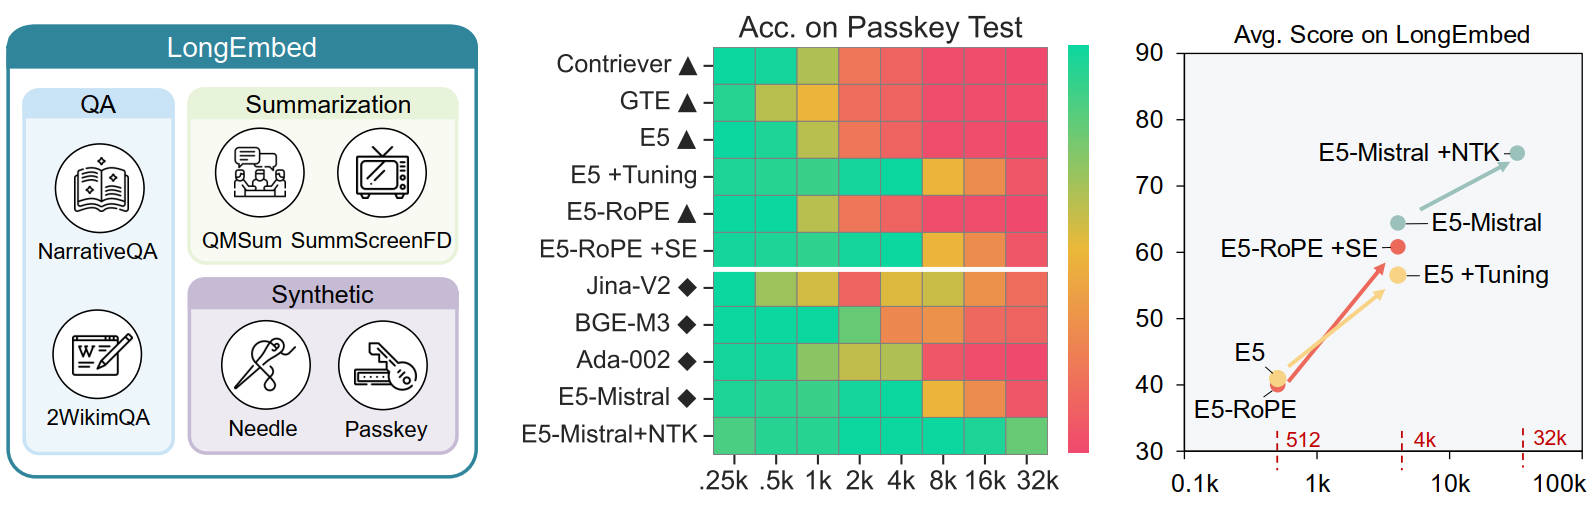 LongEmbed
QA
NarrativeQA
2WikimQA
Summarization
QMSum SummScreenFD
Synthetic
Needle Passkey
Acc. on Passkey Test
Contriever ▲
GTE ▲
E5 ▲
E5 +Tuning
E5-RoPE ▲
E5-RoPE +SE
Jina-V2 ◆
BGE-M3 ◆
Ada-002 ◆
E5-Mistral ◆
E5-Mistral+NTK
.25k .5k 1k 2k 4k 8k 16k 32k
Avg. Score on LongEmbed
90
80
70
60
50
40
30
E5-Mistral +NTK
E5-Mistral
E5-RoPE +SE
E5 +Tuning
E5
E5-RoPE
512 4k 32k
0.1k 1k 10k 100k
W